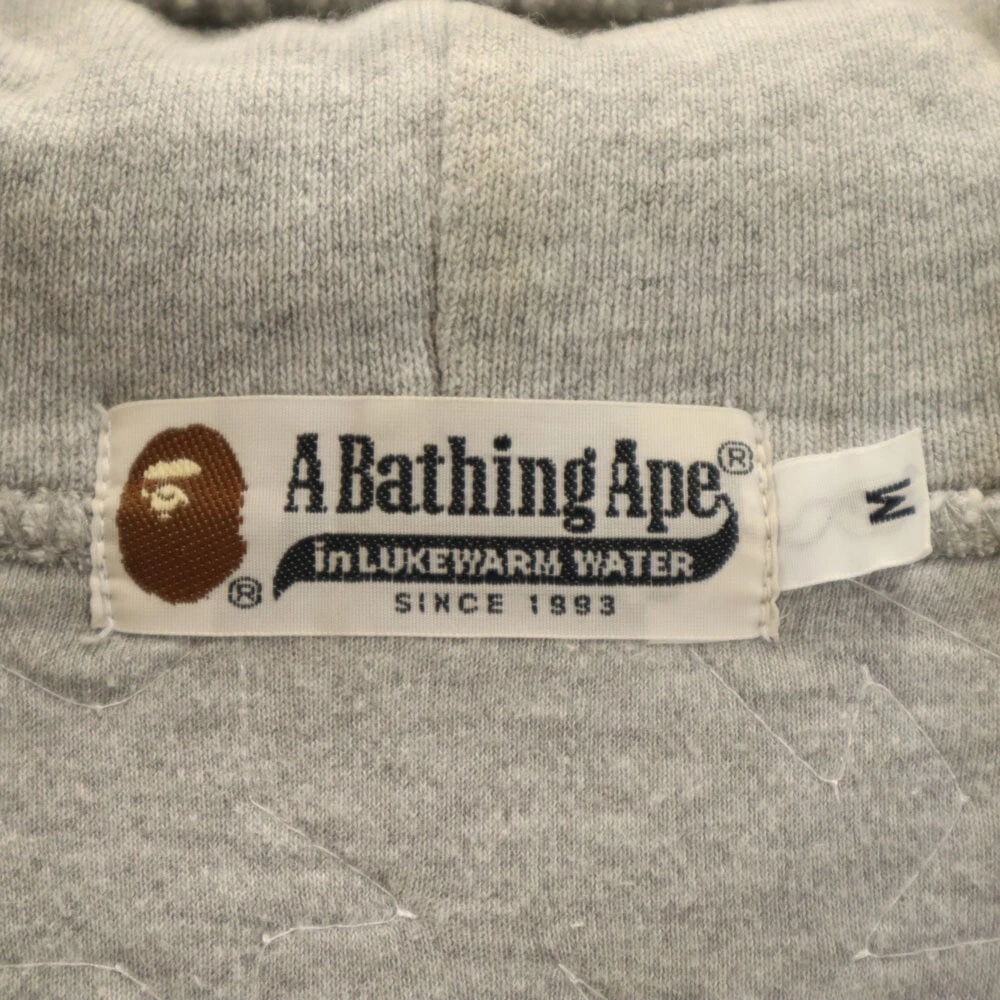 A Bathing Ape®
in LUKEWARM WATER
®
SINCE 1993
M